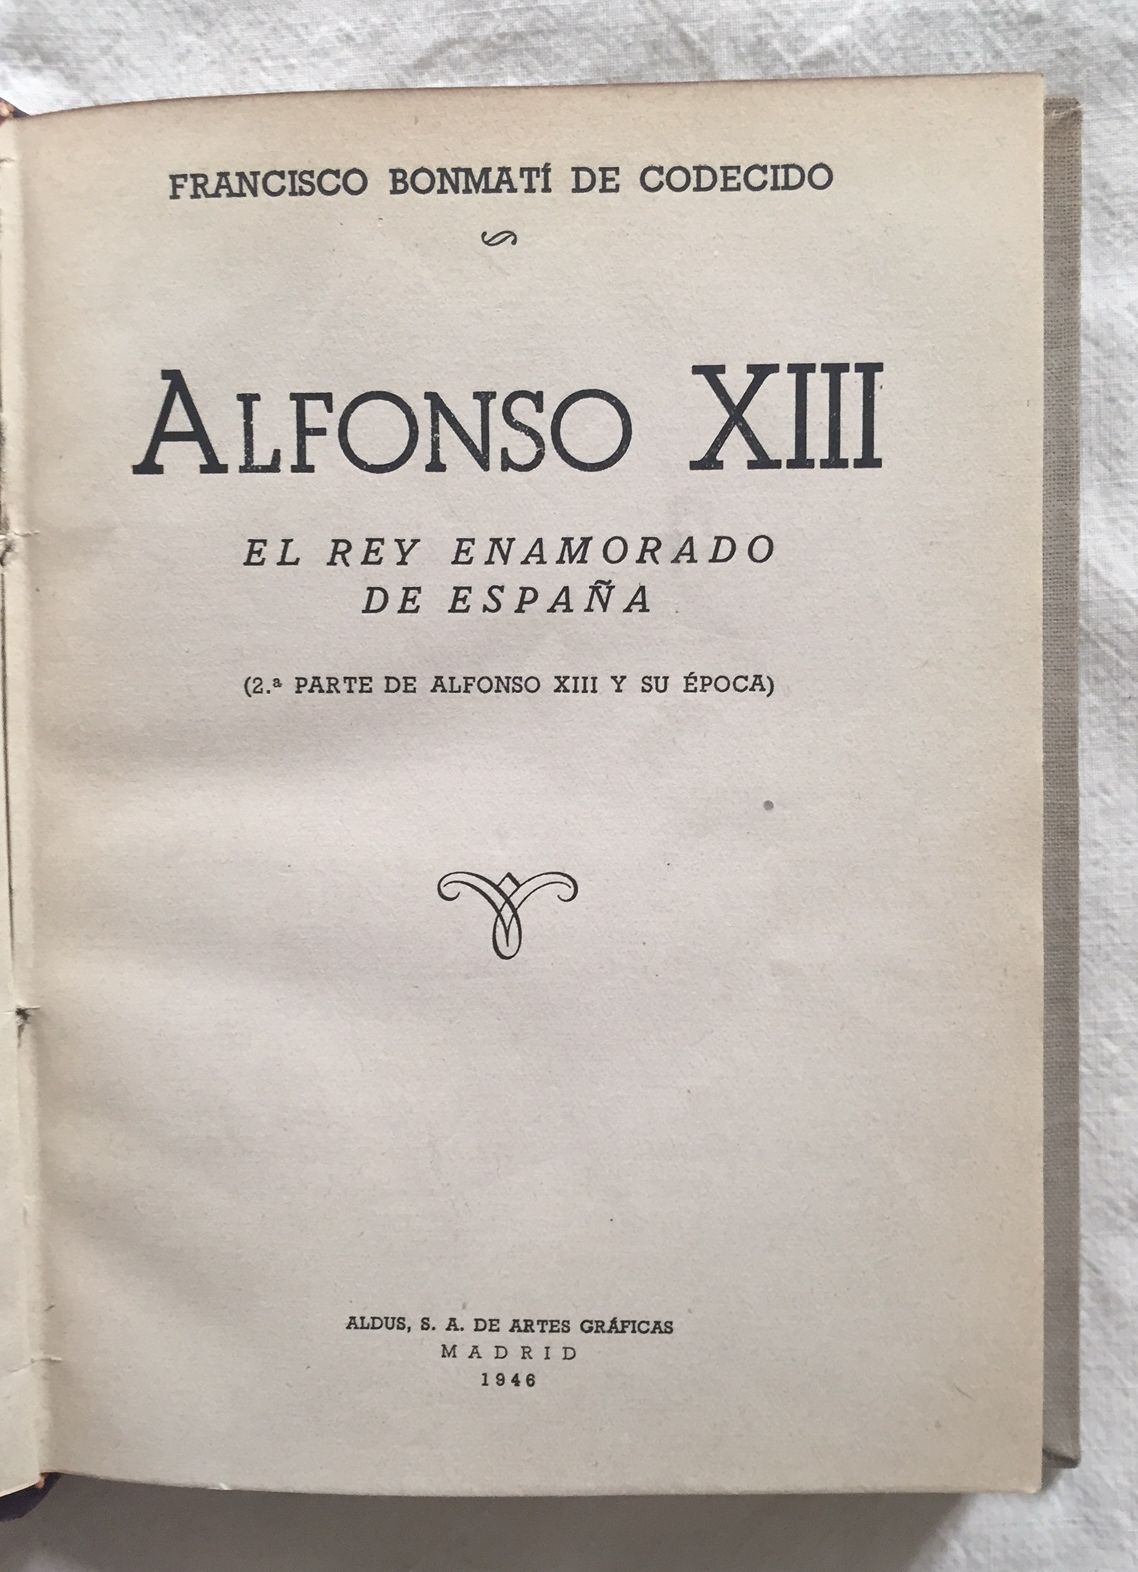 FRANCISCO BONMATÍ DE CODECIDO
ALFONSO XIII
EL REY ENAMORADO
DE ESPAÑA
(2.ª PARTE DE ALFONSO XIII Y SU ÉPOCA)
ALDUS, S. A. DE ARTES GRÁFICAS
MADRID
1946